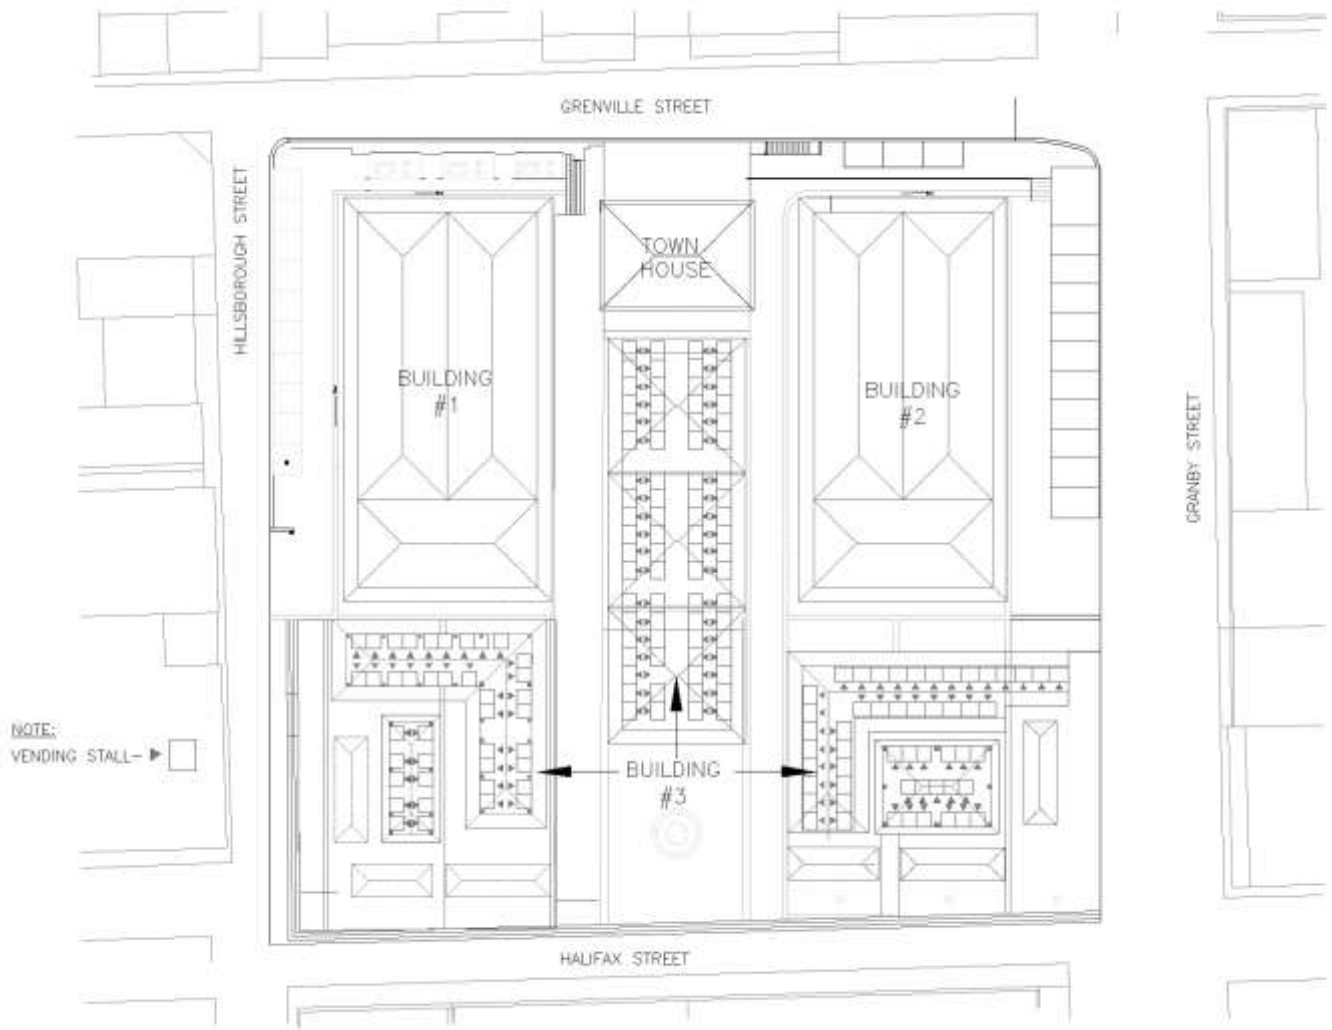 GRENVILLE STREET
HILLSBOROUGH STREET
TOWN
HOUSE
BUILDING
#1
BUILDING
#2
GRANBY STREET
NOTE:
VENDING STALL-
BUILDING
#3
HALIFAX STREET